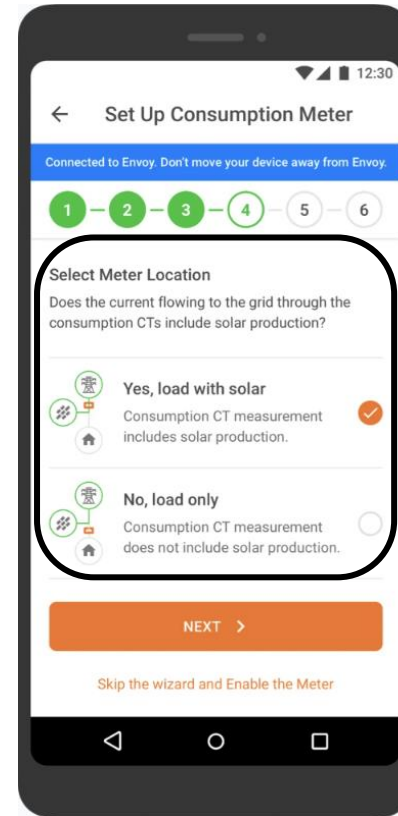 12:30
Set Up Consumption Meter
Connected to Envoy. Don't move your device away from Envoy.
1 2 3 4 5 6
Select Meter Location
Does the current flowing to the grid through the
consumption CTs include solar production?
Yes, load with solar
Consumption CT measurement
includes solar production.
No, load only
Consumption CT measurement
does not include solar production.
NEXT >
Skip the wizard and Enable the Meter